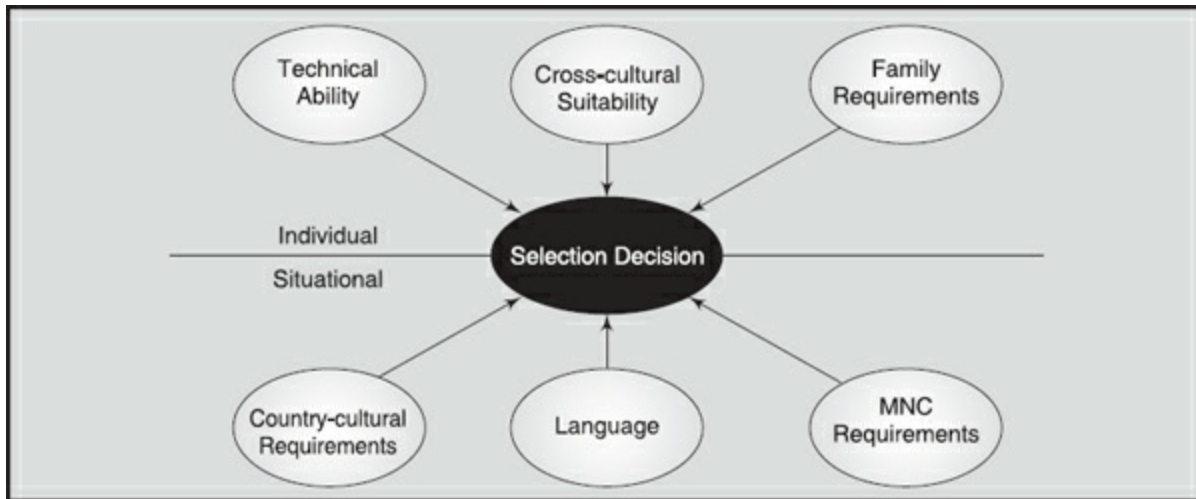 Technical
Ability
Cross-cultural
Suitability
Family
Requirements
Individual
Selection Decision
Situational
Country-cultural
Requirements
Language
MNC
Requirements